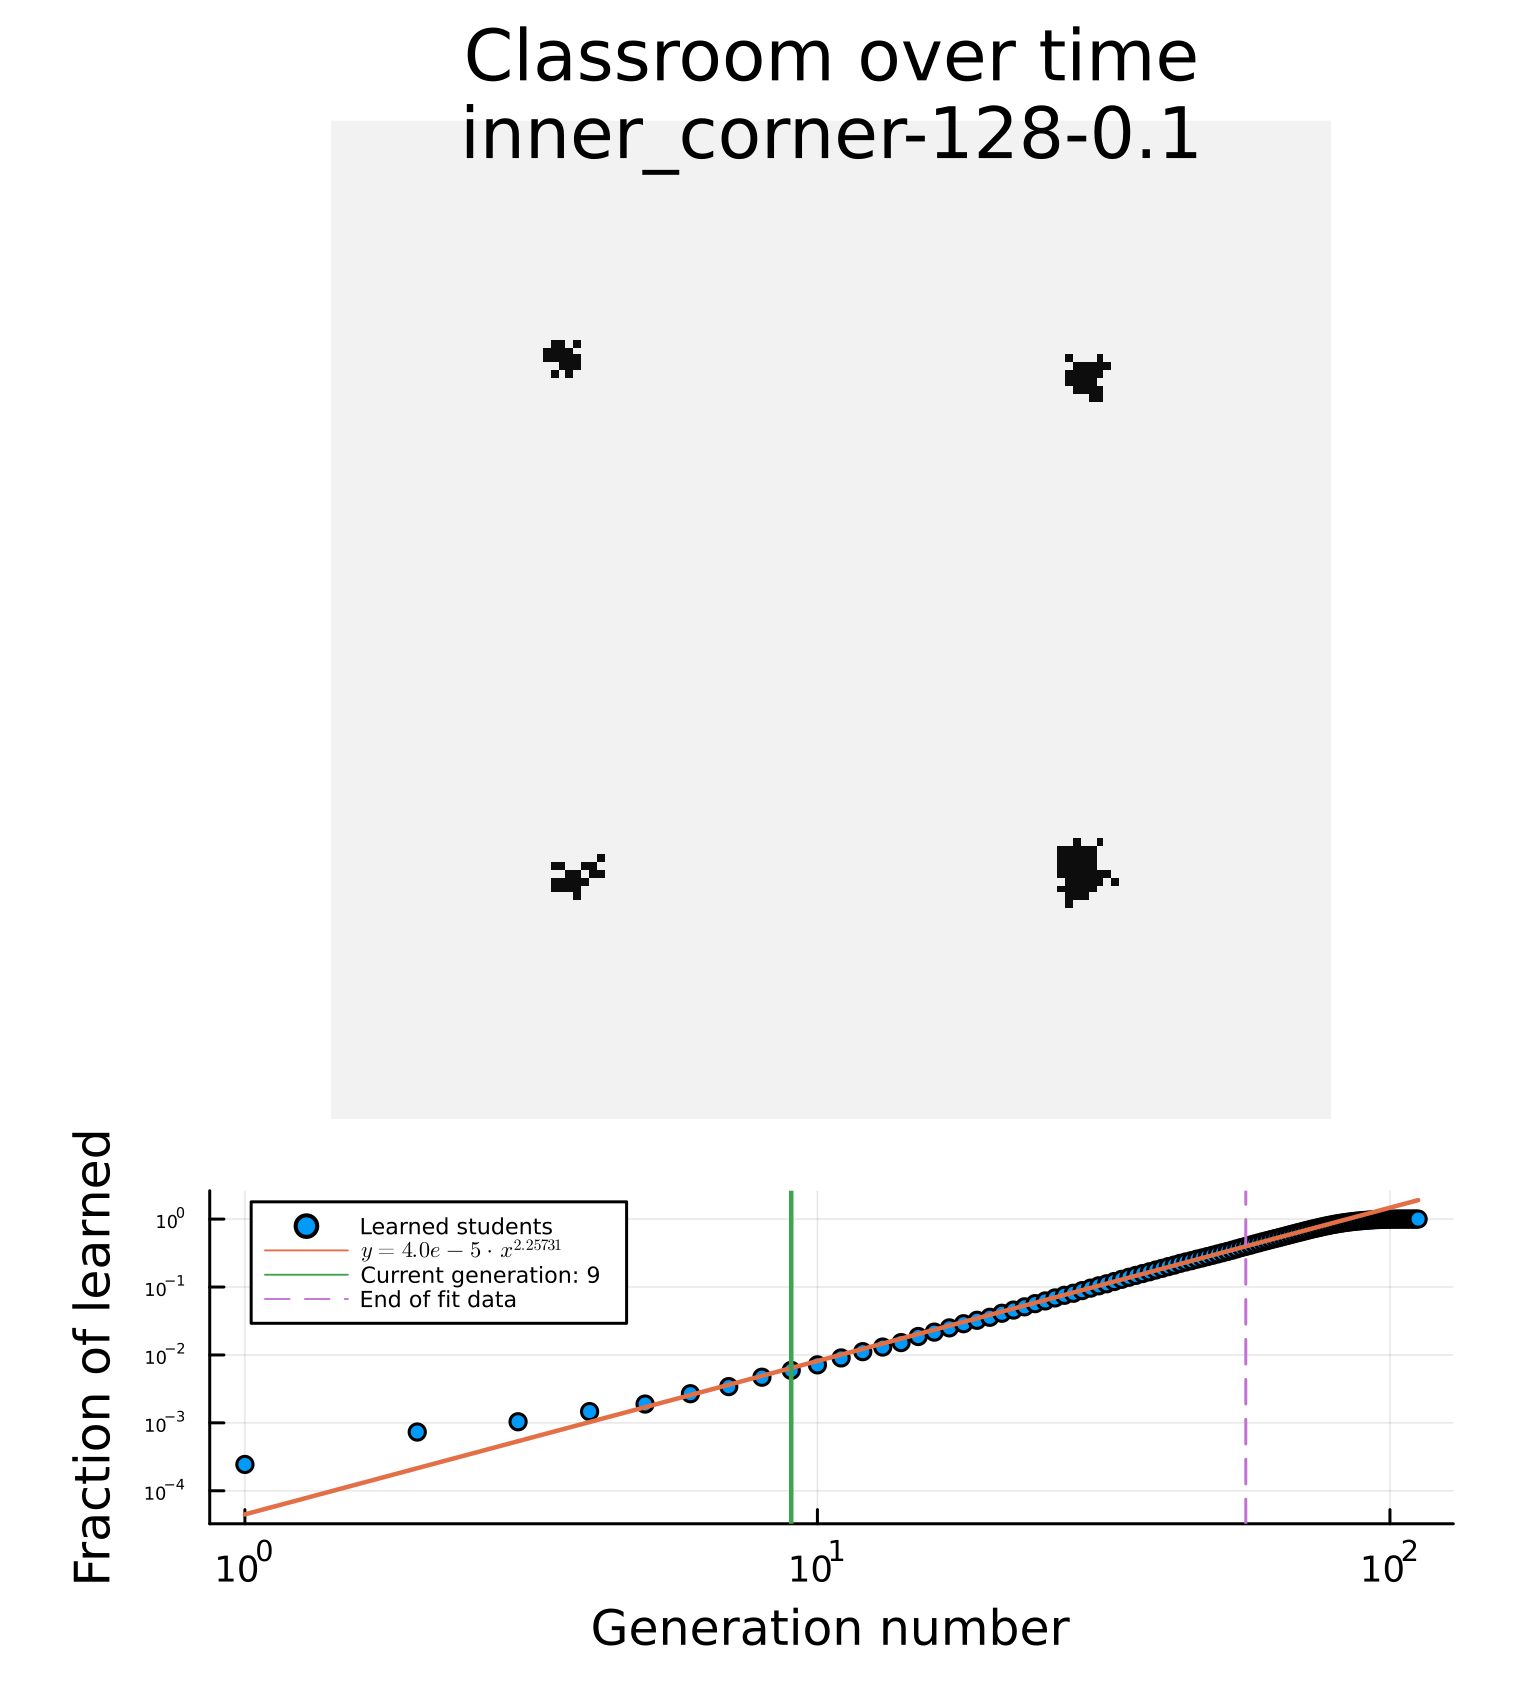 Classroom over time
inner_corner-128-0.1
Fraction of learned
10^0
10^-1
10^-2
10^-3
10^-4
Learned students
y = 4.0e − 5 · x^2.25731
Current generation: 9
End of fit data
10^0
10^1
10^2
Generation number